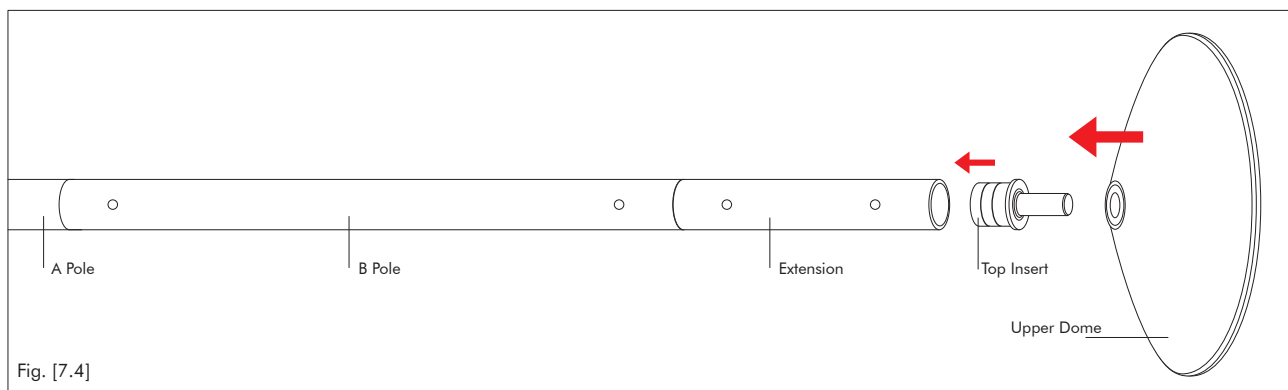 A Pole
B Pole
Extension
Top Insert
Upper Dome
Fig. [7.4]